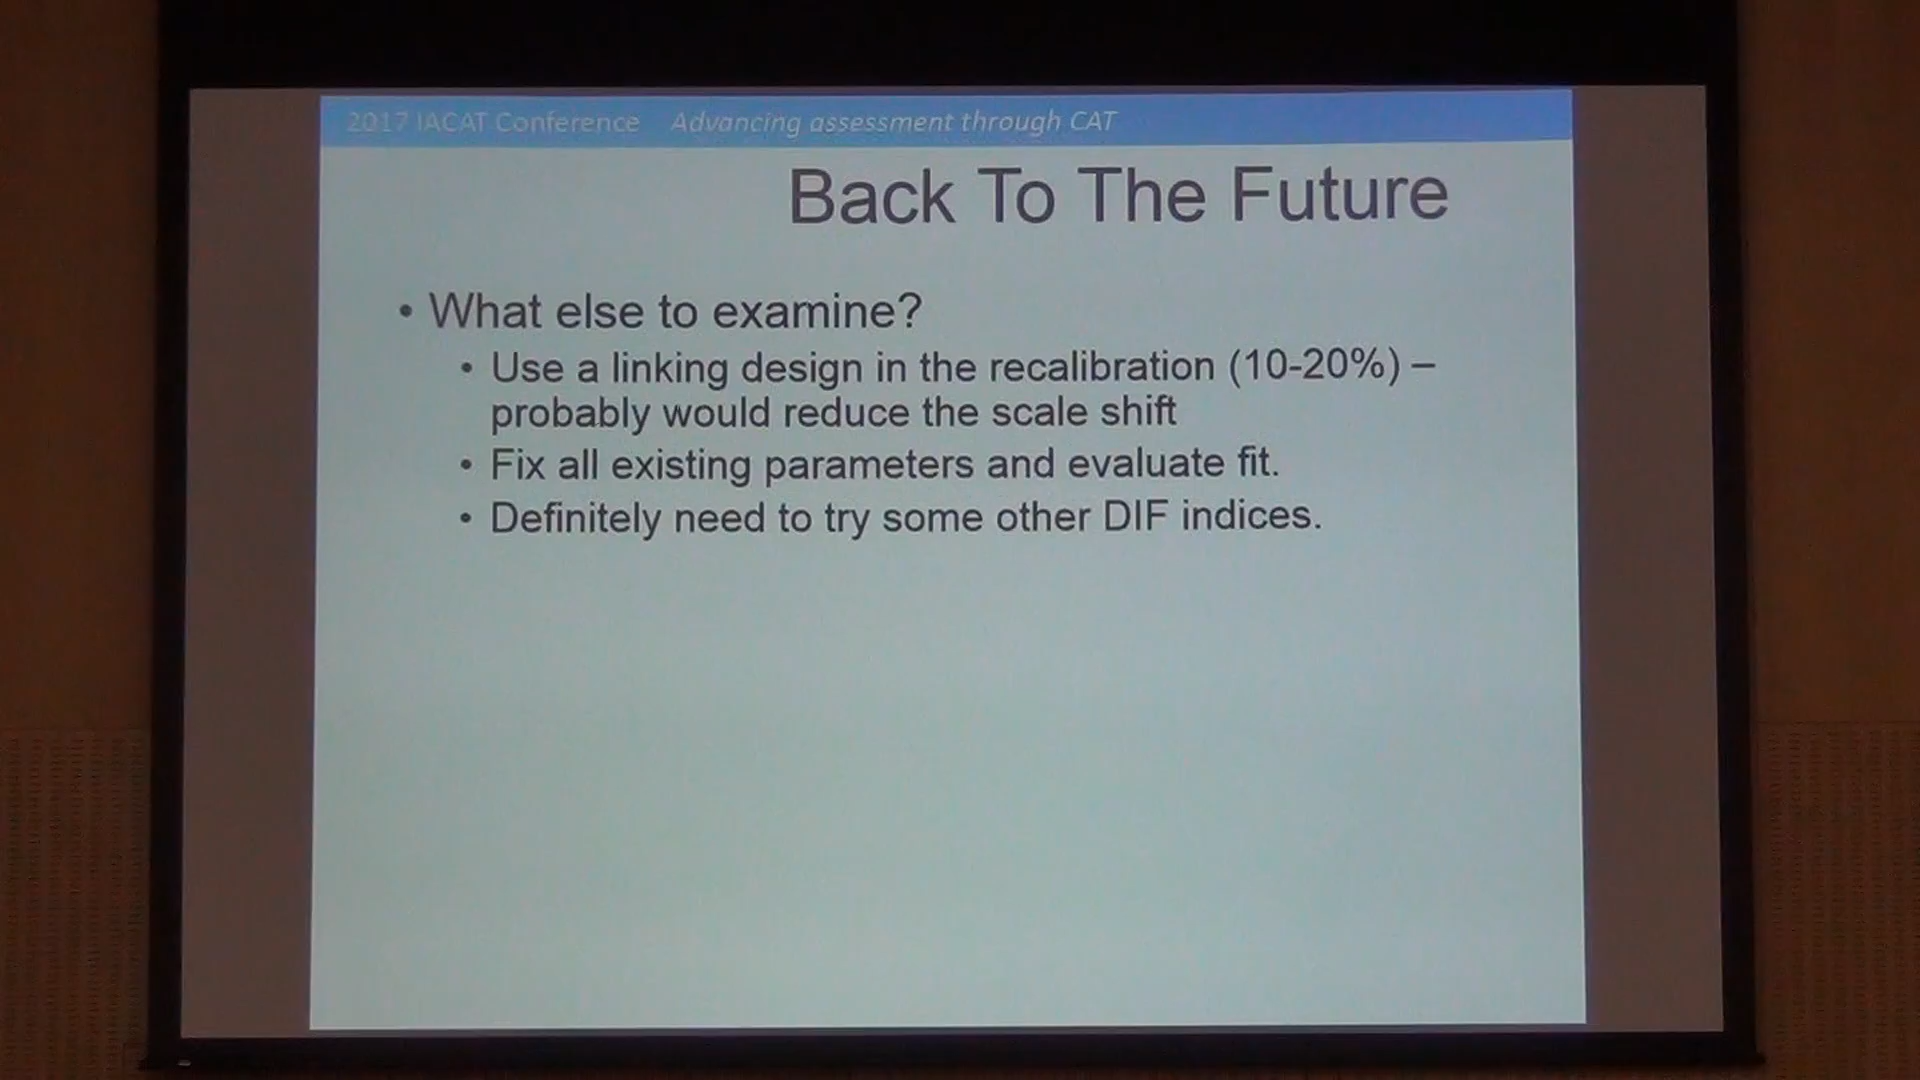 2017 IACAT Conference Advancing assessment through CAT
Back To The Future
• What else to examine?
• Use a linking design in the recalibration (10-20%) –
probably would reduce the scale shift
• Fix all existing parameters and evaluate fit.
• Definitely need to try some other DIF indices.